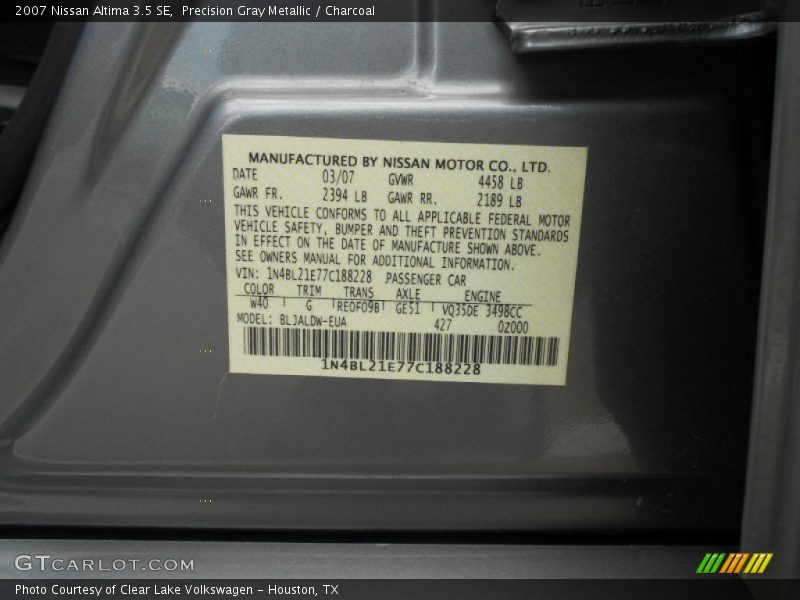 2007 Nissan Altima 3.5 SE, Precision Gray Metallic / Charcoal
MANUFACTURED BY NISSAN MOTOR CO., LTD.
DATE 03/07 GVWR 4458 LB
GAWR FR. 2394 LB GAWR RR. 2189 LB
THIS VEHICLE CONFORMS TO ALL APPLICABLE FEDERAL MOTOR
VEHICLE SAFETY, BUMPER AND THEFT PREVENTION STANDARDS
IN EFFECT ON THE DATE OF MANUFACTURE SHOWN ABOVE.
SEE OWNERS MANUAL FOR ADDITIONAL INFORMATION.
VIN: 1N4BL21E77C188228 PASSENGER CAR
COLOR TRIM TRANS AXLE ENGINE
W40 G RE0F09B GE51 VQ35DE 3498CC
MODEL: BLJALDW-EUA 427 0Z000
1N4BL21E77C188228
GTCARLOT.COM
Photo Courtesy of Clear Lake Volkswagen - Houston, TX